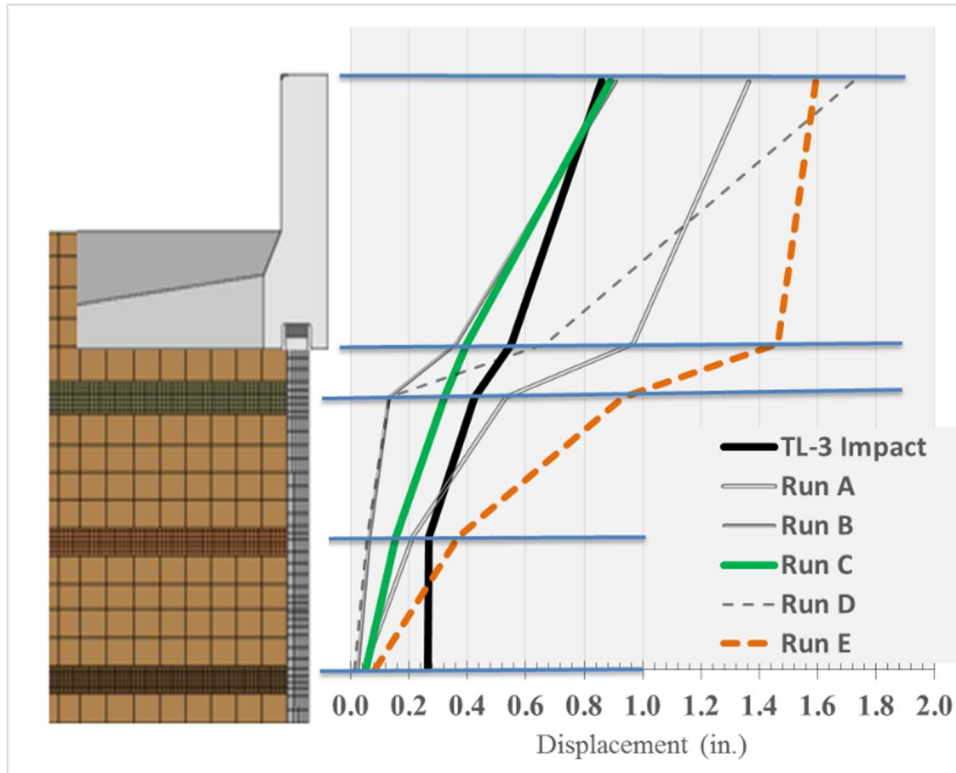 TL-3 Impact
Run A
Run B
Run C
Run D
Run E
0.0 0.2 0.4 0.6 0.8 1.0 1.2 1.4 1.6 1.8 2.0
Displacement (in.)